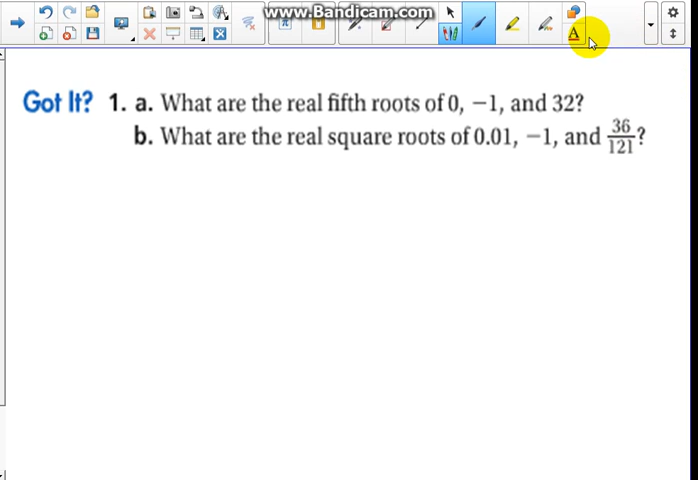 www.Bandicam.com
A
Got It? 1. a. What are the real fifth roots of 0, −1, and 32?
b. What are the real square roots of 0.01, −1, and 36/121?